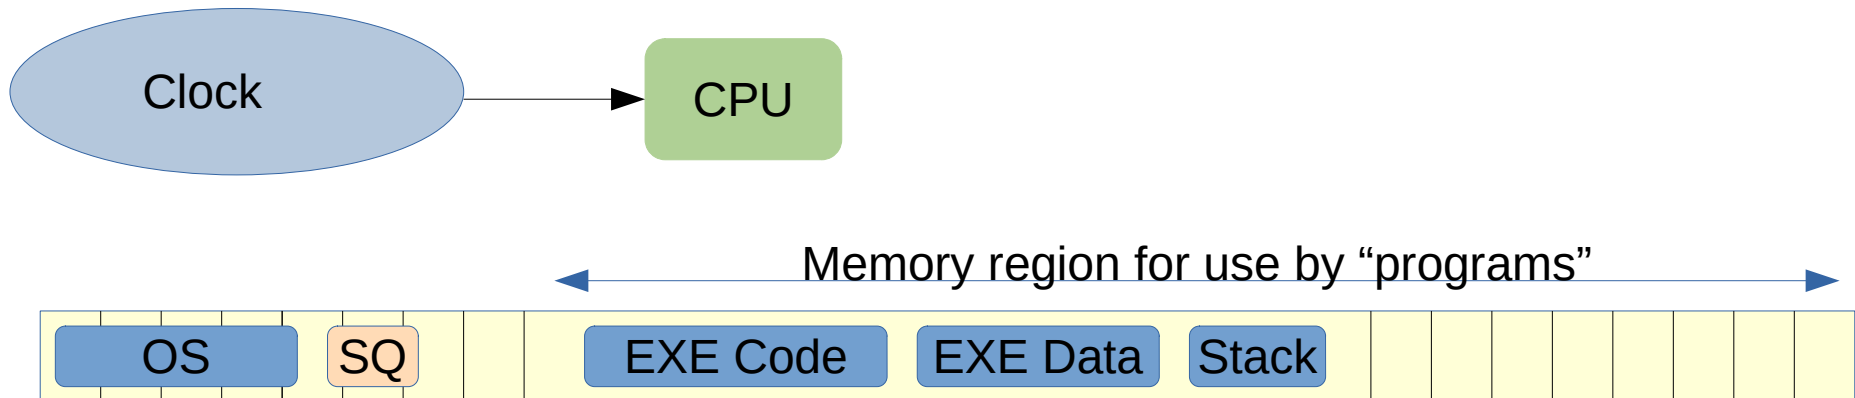 Clock
CPU
Memory region for use by “programs”
OS
SQ
EXE Code
EXE Data
Stack